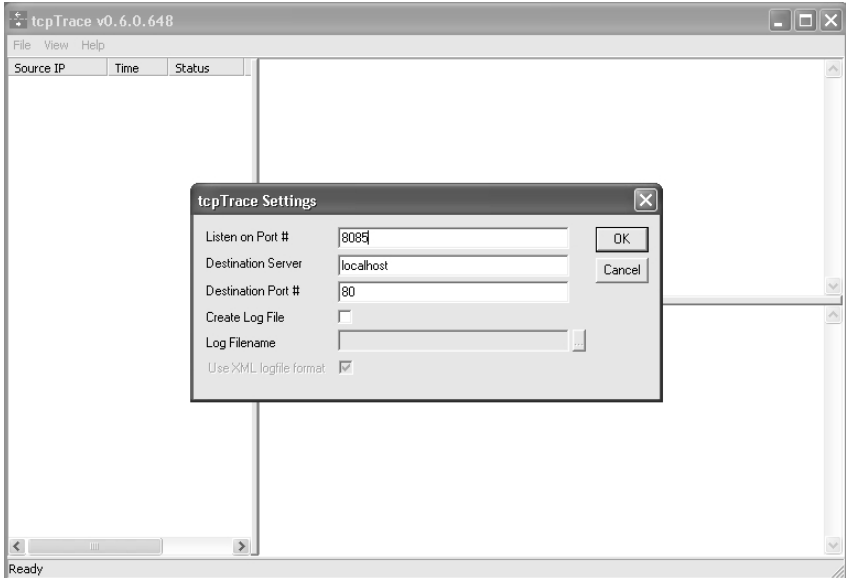 tcpTrace v0.6.0.648
File View Help
Source IP Time Status
tcpTrace Settings
Listen on Port # 8085 OK
Destination Server localhost Cancel
Destination Port # 80
Create Log File
Log Filename ...
Use XML logfile format
Ready